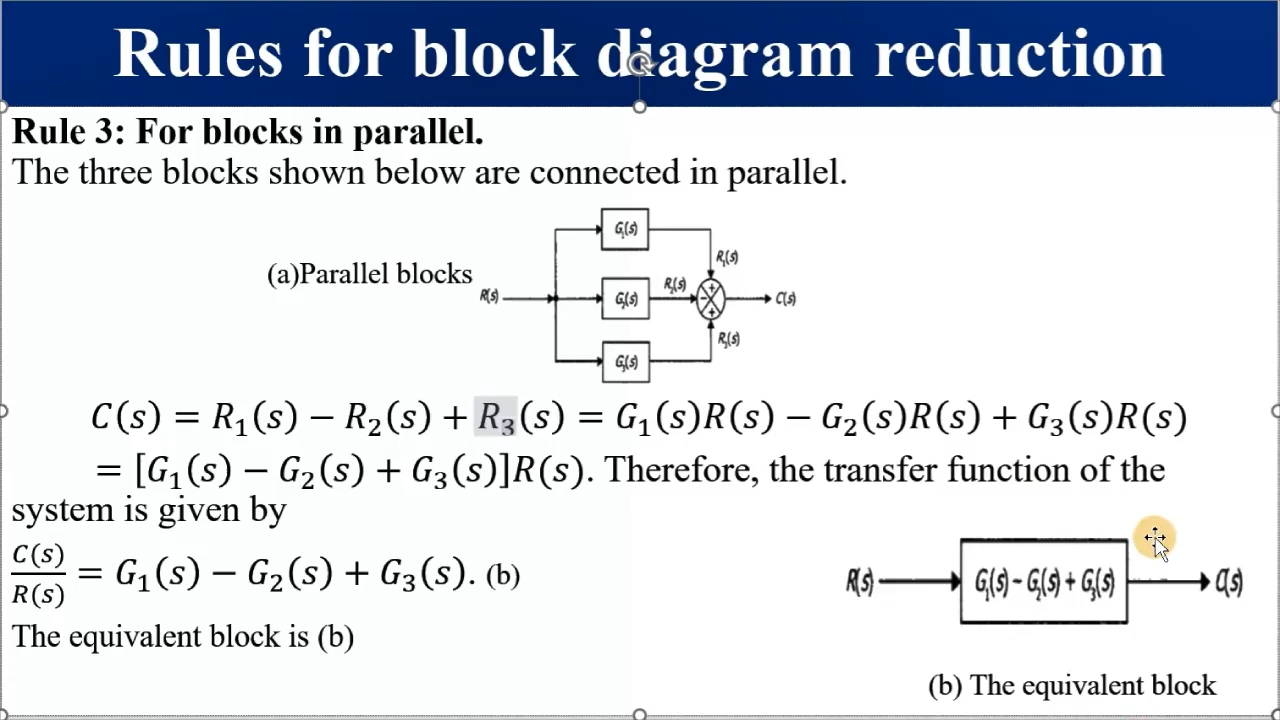 Rules for block diagram reduction
Rule 3: For blocks in parallel.
The three blocks shown below are connected in parallel.
G₁(s)
R₁(s)
(a)Parallel blocks
R(s)
G₂(s)
R₂(s)
+
−
+
C(s)
R₃(s)
G₃(s)
C(s) = R₁(s) − R₂(s) + R₃(s) = G₁(s)R(s) − G₂(s)R(s) + G₃(s)R(s)
= [G₁(s) − G₂(s) + G₃(s)]R(s). Therefore, the transfer function of the
system is given by
C(s)/R(s) = G₁(s) − G₂(s) + G₃(s). (b)
The equivalent block is (b)
R(s)
G₁(s) − G₂(s) + G₃(s)
C(s)
(b) The equivalent block